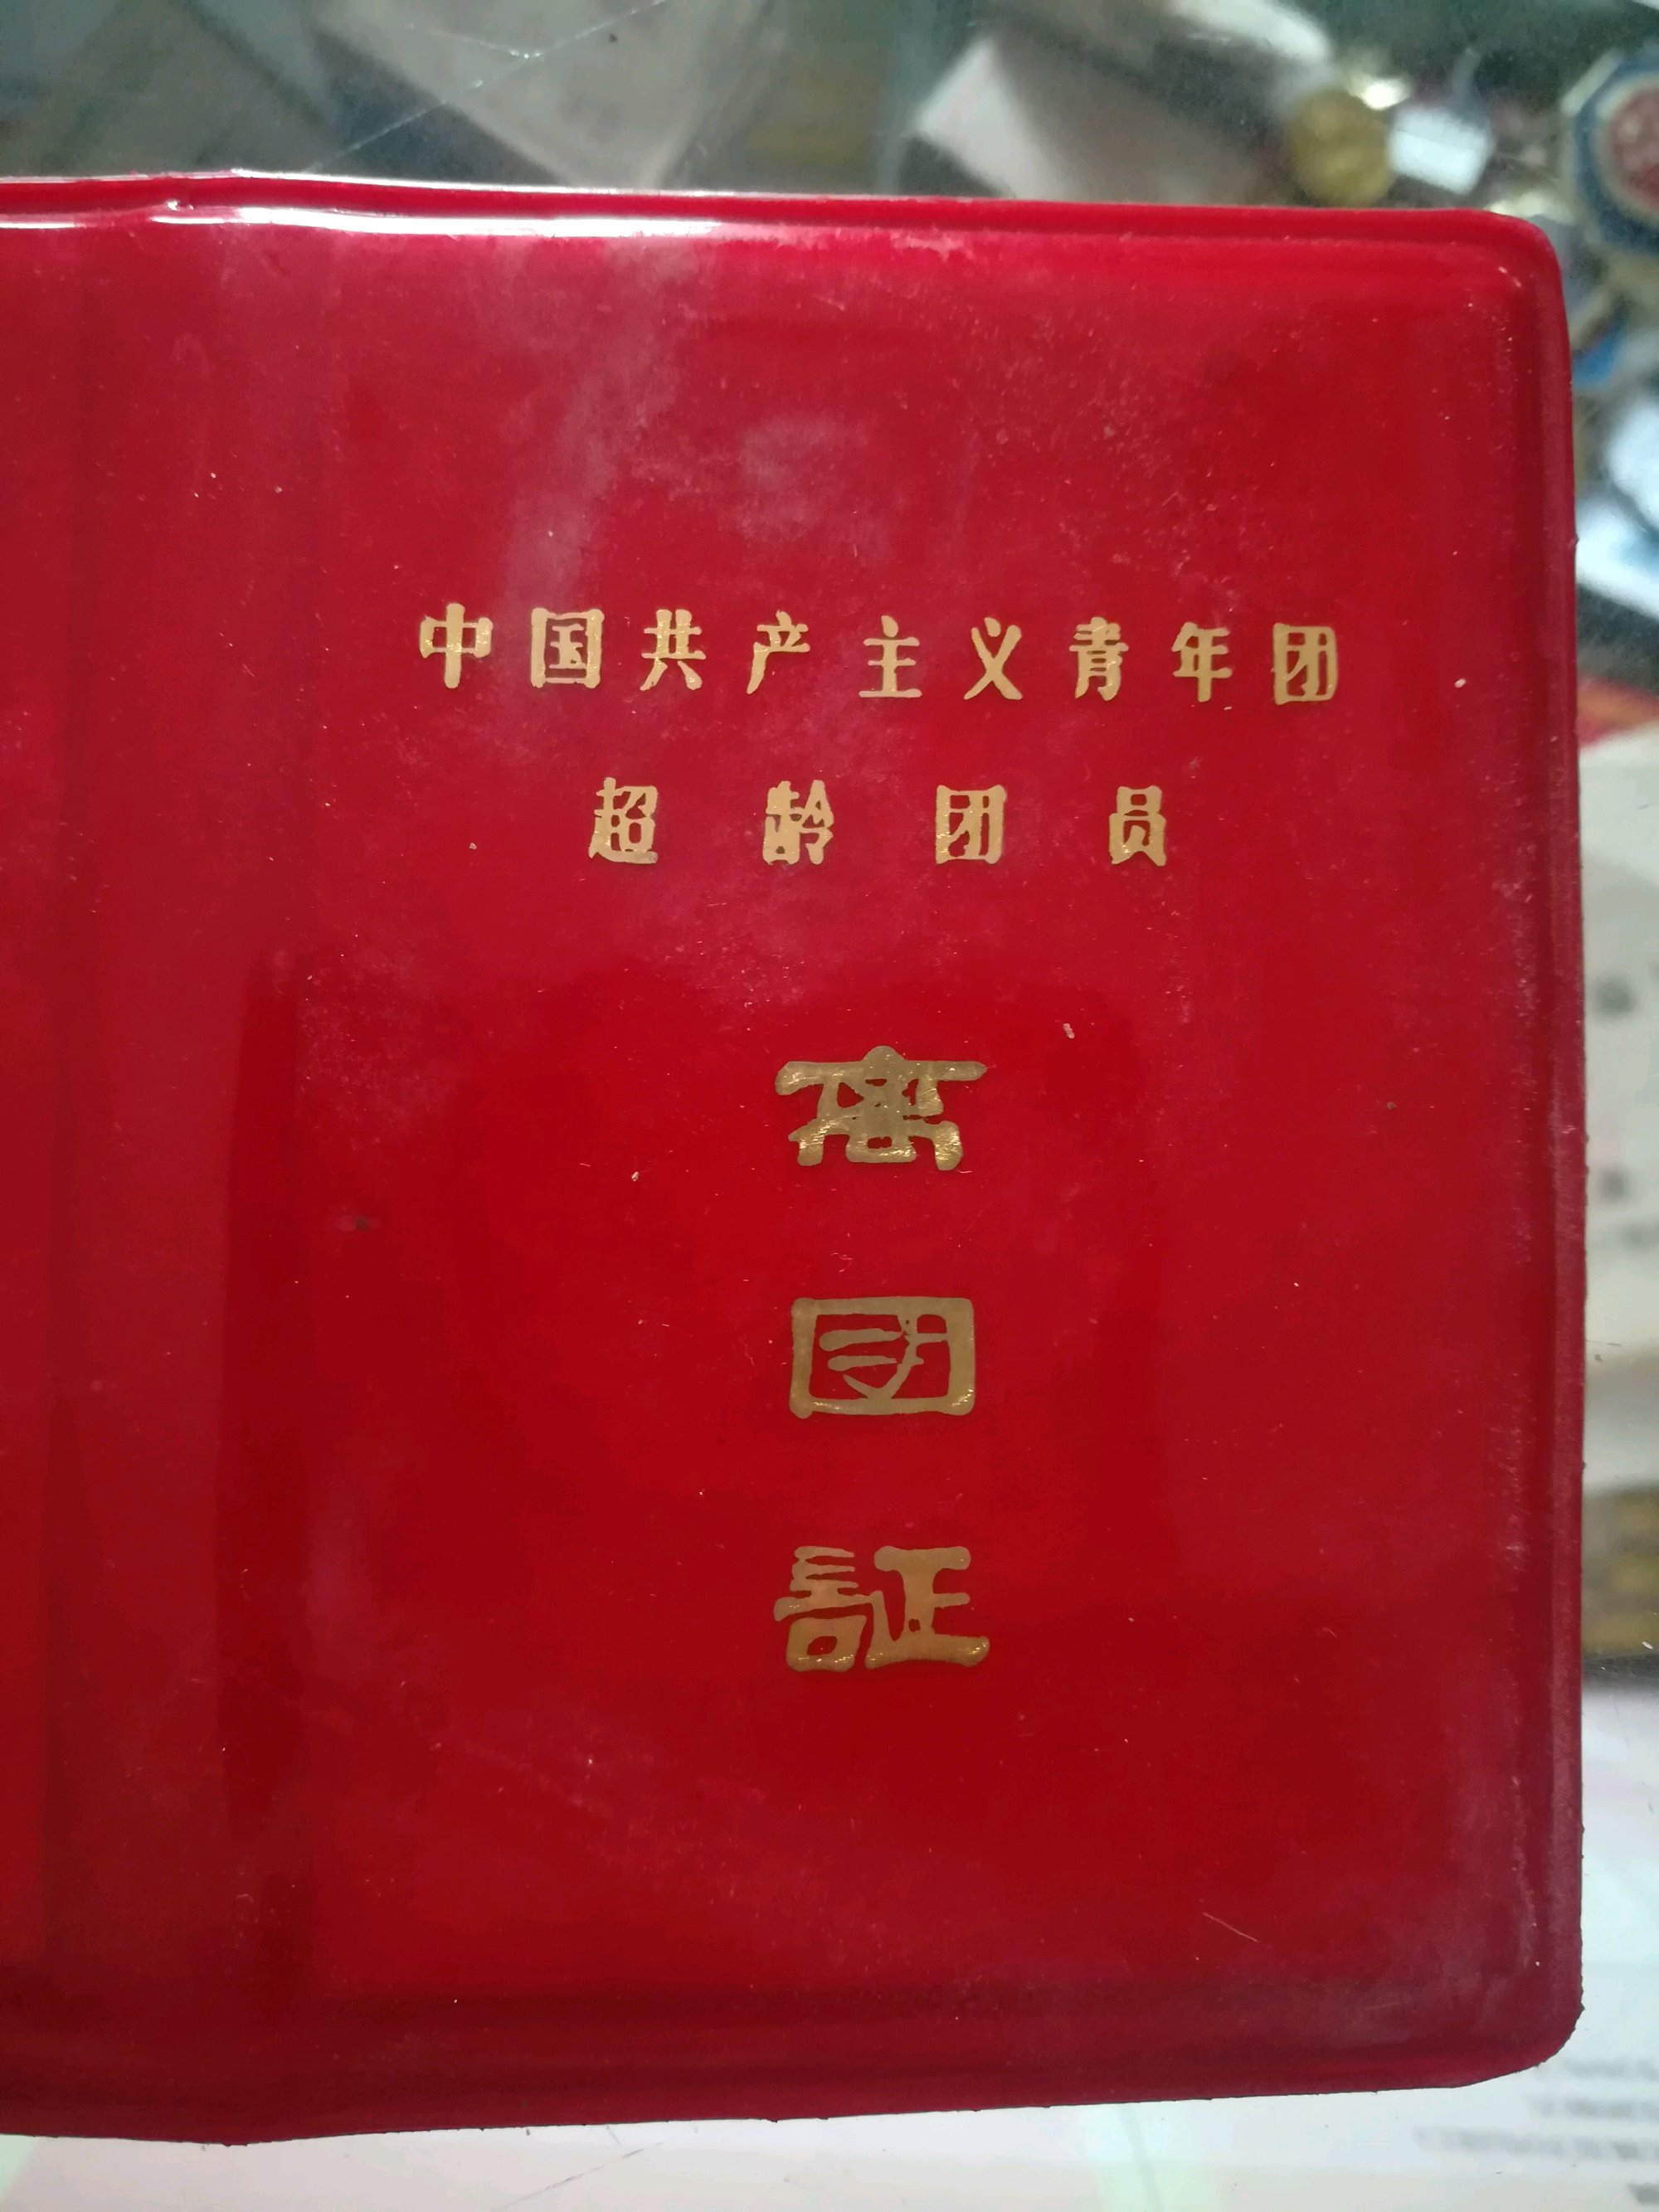 中国共产主义青年团
超龄团员
离
团
証